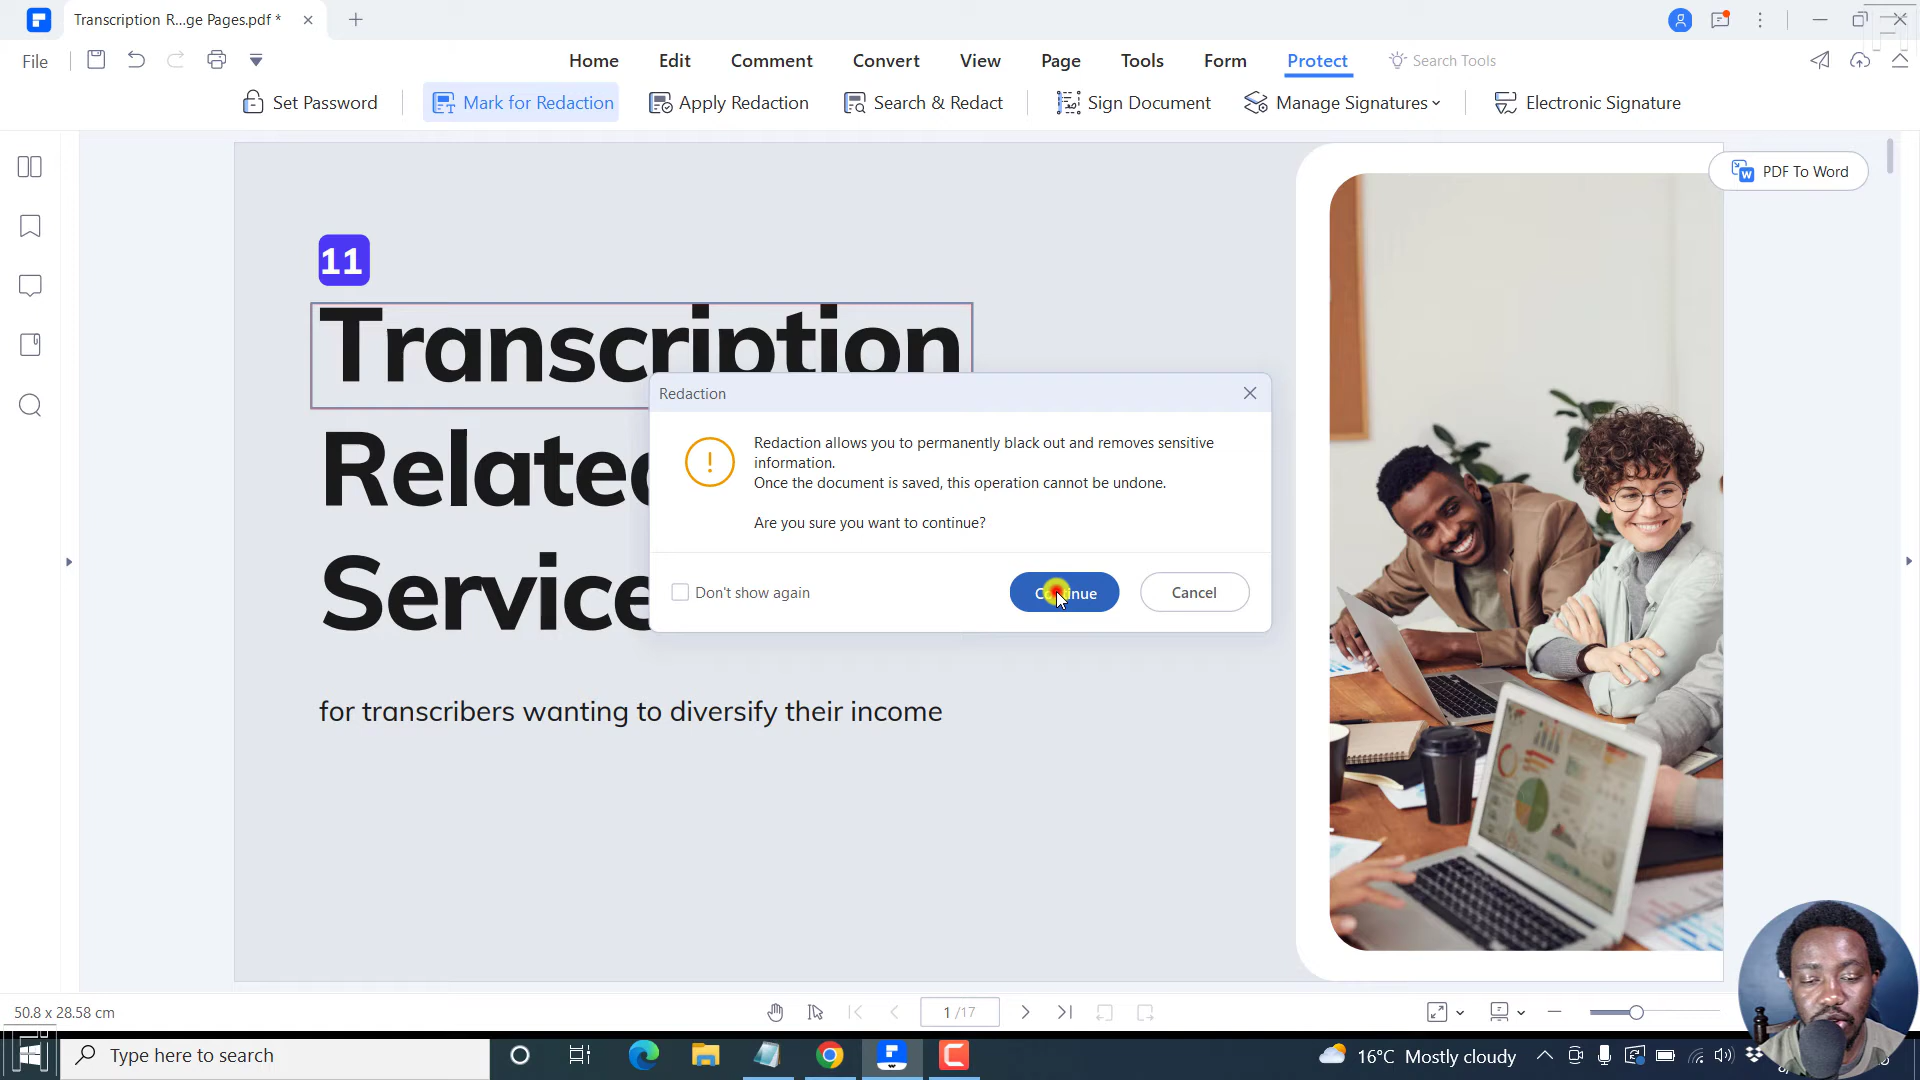 Transcription R...ge Pages.pdf *
File
Home
Edit
Comment
Convert
View
Page
Tools
Form
Protect
Search Tools
Set Password
Mark for Redaction
Apply Redaction
Search & Redact
Sign Document
Manage Signatures
Electronic Signature
PDF To Word
11
Transcription
Related
Service
for transcribers wanting to diversify their income
Redaction
Redaction allows you to permanently black out and removes sensitive
information.
Once the document is saved, this operation cannot be undone.
Are you sure you want to continue?
Don't show again
Continue
Cancel
50.8 x 28.58 cm
1 /17
Type here to search
16°C Mostly cloudy